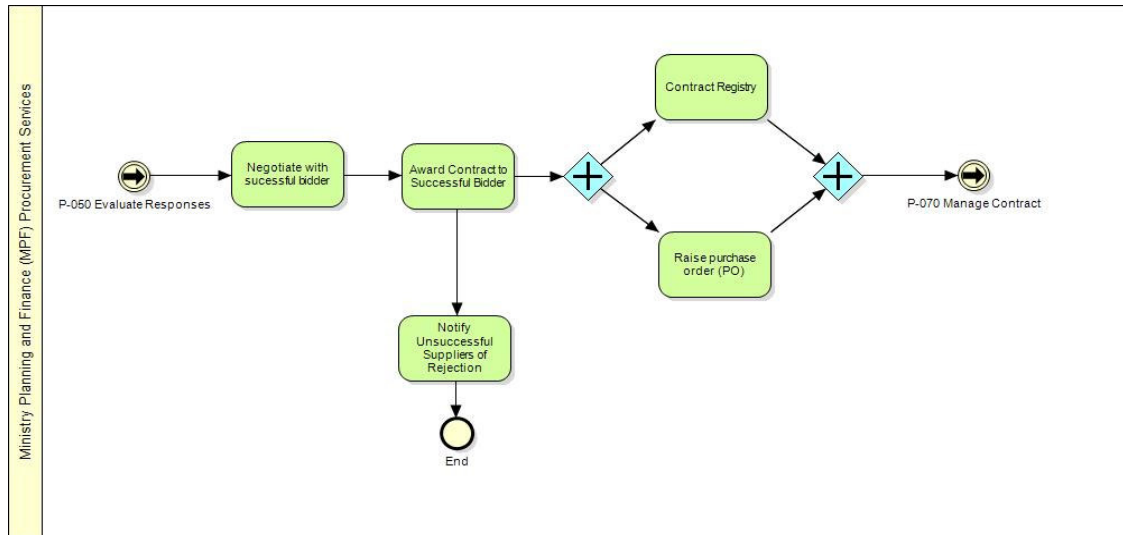 Ministry Planning and Finance (MPF) Procurement Services
P-050 Evaluate Responses
Negotiate with
sucessful bidder
Award Contract to
Successful Bidder
Contract Registry
Raise purchase
order (PO)
P-070 Manage Contract
Notify
Unsuccessful
Suppliers of
Rejection
End